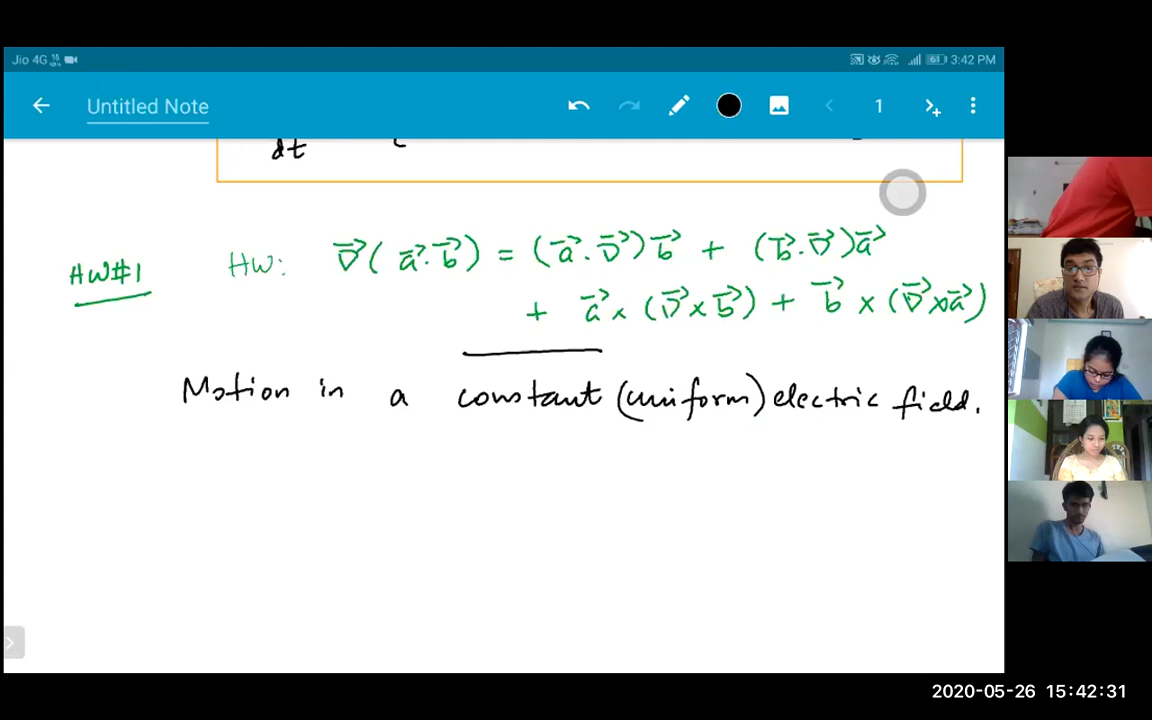 Jio 4G 3:42 PM
Untitled Note
1
dt
HW#1
HW: ∇⃗(a⃗.b⃗) = (a⃗.∇⃗)b⃗ + (b⃗.∇⃗)a⃗
+ a⃗×(∇⃗×b⃗) + b⃗×(∇⃗×a⃗)
Motion in a constant (uniform) electric field.
2020-05-26 15:42:31